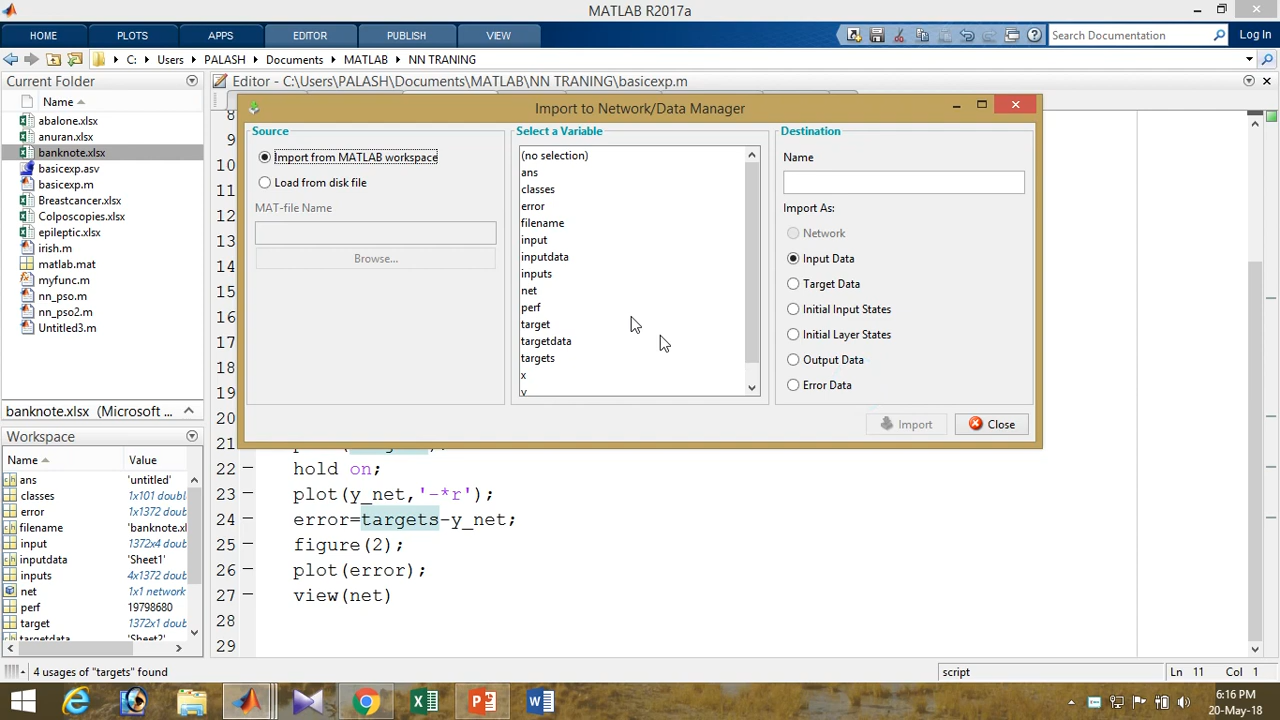 MATLAB R2017a
HOME PLOTS APPS EDITOR PUBLISH VIEW Search Documentation Log In
C: Users PALASH Documents MATLAB NN TRANING
Current Folder
Editor - C:\Users\PALASH\Documents\MATLAB\NN TRANING\basicexp.m
Name
abalone.xlsx
anuran.xlsx
banknote.xlsx
basicexp.asv
basicexp.m
Breastcancer.xlsx
Colposcopies.xlsx
epileptic.xlsx
irish.m
matlab.mat
myfunc.m
nn_pso.m
nn_pso2.m
Untitled3.m
banknote.xlsx (Microsoft ...
Workspace
Name Value
ans 'untitled'
classes 1x101 doubl
error 1x1372 doub
filename 'banknote.xl
input 1372x4 doub
inputdata 'Sheet1'
inputs 4x1372 doub
net 1x1 network
perf 19798680
target 1372x1 doub
targetdata 'Sheet2'
4 usages of "targets" found
Import to Network/Data Manager
Source
Import from MATLAB workspace
Load from disk file
MAT-file Name
Browse...
Select a Variable
(no selection)
ans
classes
error
filename
input
inputdata
inputs
net
perf
target
targetdata
targets
x
Destination
Name
Import As:
Network
Input Data
Target Data
Initial Input States
Initial Layer States
Output Data
Error Data
Import Close
8
9
10
11
12
13
14
15
16
17
18
19
20
21
22 hold on;
23 plot(y_net,'-*r');
24 error=targets-y_net;
25 figure(2);
26 plot(error);
27 view(net)
28
29
script Ln 11 Col 1
6:16 PM
20-May-18